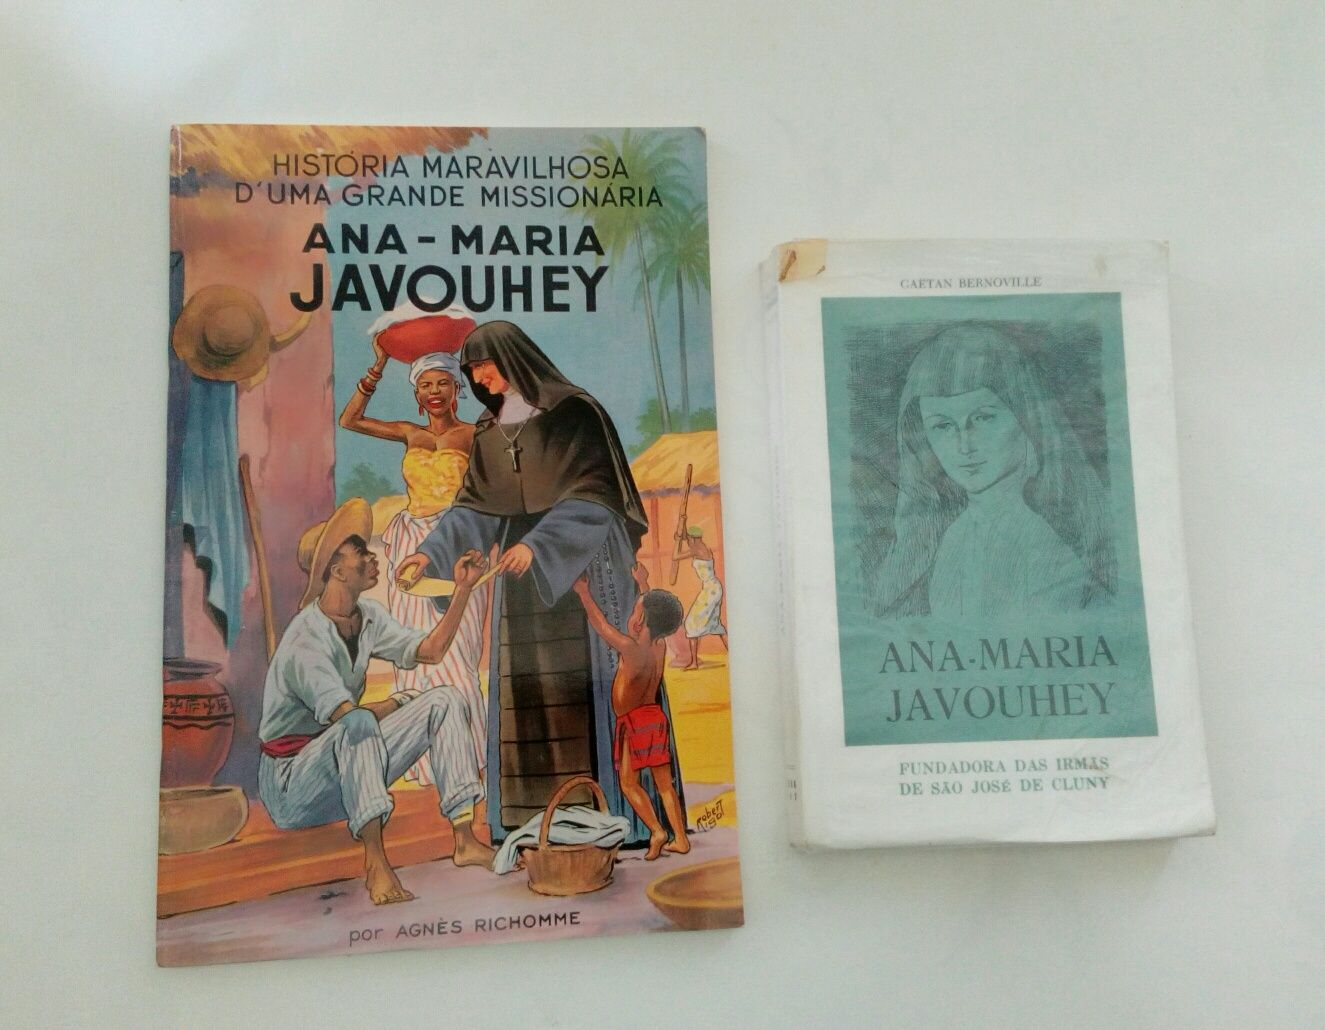 HISTÓRIA MARAVILHOSA
D'UMA GRANDE MISSIONÁRIA
ANA-MARIA
JAVOUHEY
Robert
Rigot
por AGNÈS RICHOMME
GAËTAN BERNOVILLE
ANA-MARIA
JAVOUHEY
FUNDADORA DAS IRMÃS
DE SÃO JOSÉ DE CLUNY